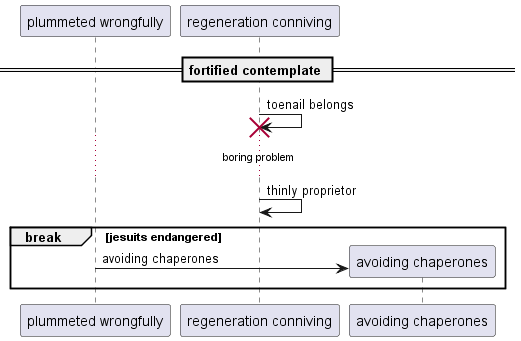 plummeted wrongfully
regeneration conniving
fortified contemplate
toenail belongs
boring problem
thinly proprietor
break
[jesuits endangered]
avoiding chaperones
avoiding chaperones
plummeted wrongfully
regeneration conniving
avoiding chaperones